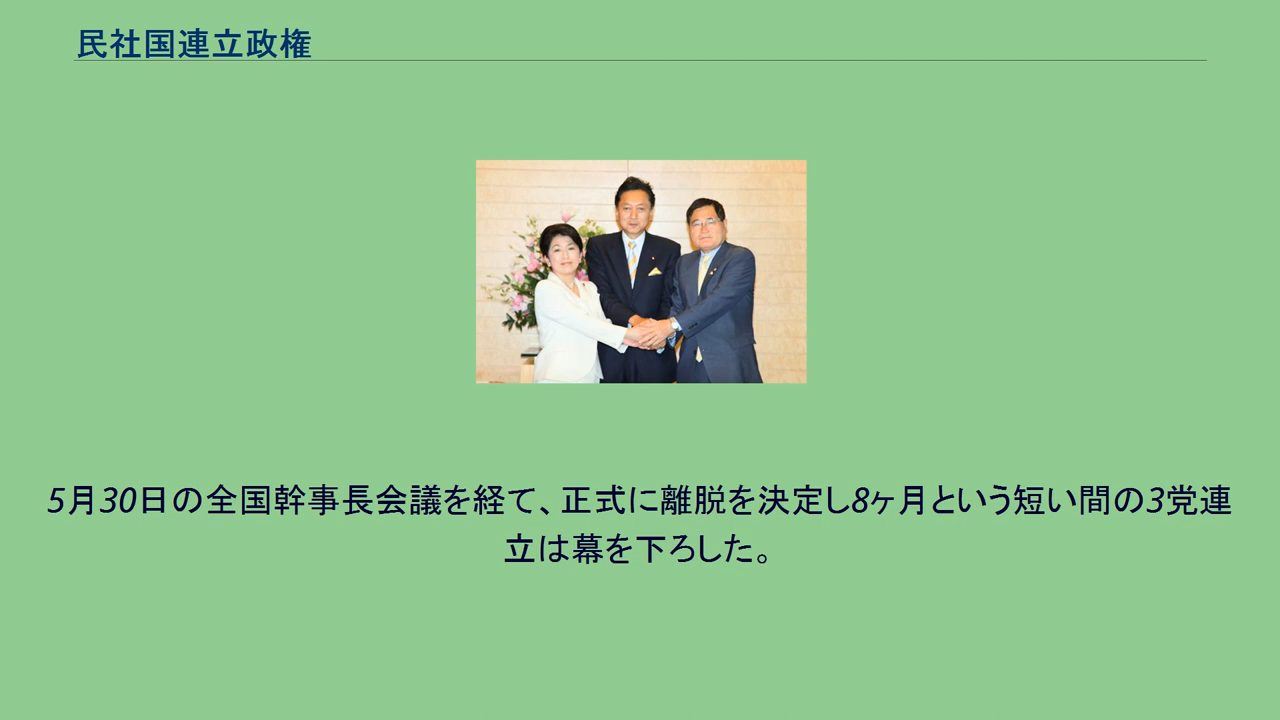 民社国連立政権
5月30日の全国幹事長会議を経て、正式に離脱を決定し8ヶ月という短い間の3党連
立は幕を下ろした。